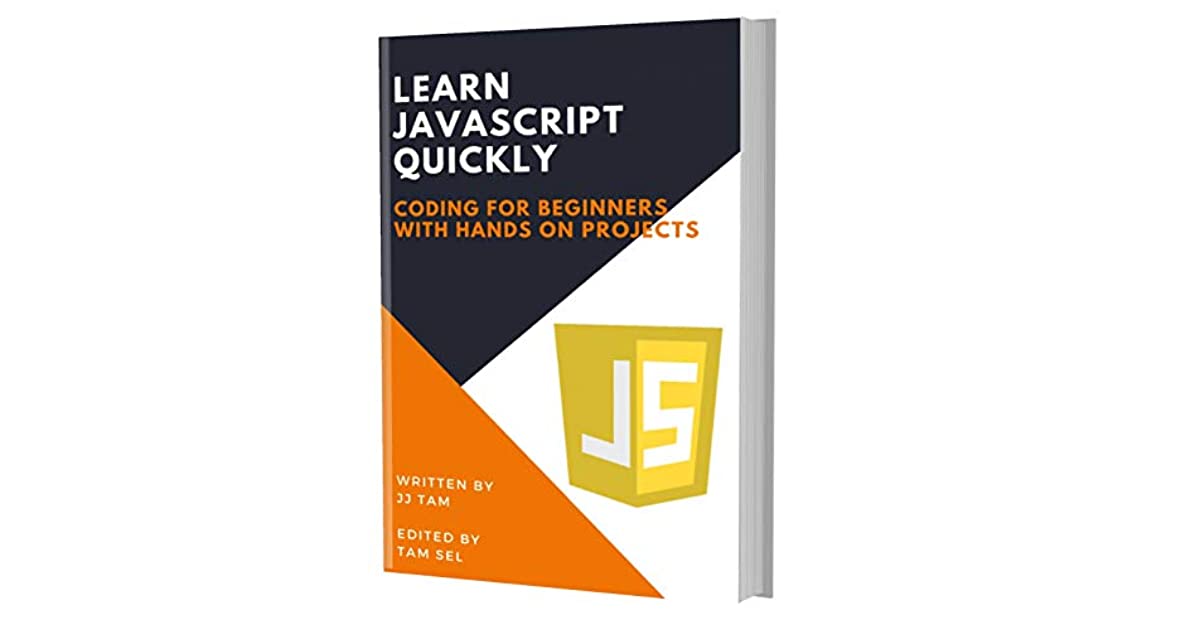 LEARN
JAVASCRIPT
QUICKLY
CODING FOR BEGINNERS
WITH HANDS ON PROJECTS
JS
WRITTEN BY
JJ TAM
EDITED BY
TAM SEL